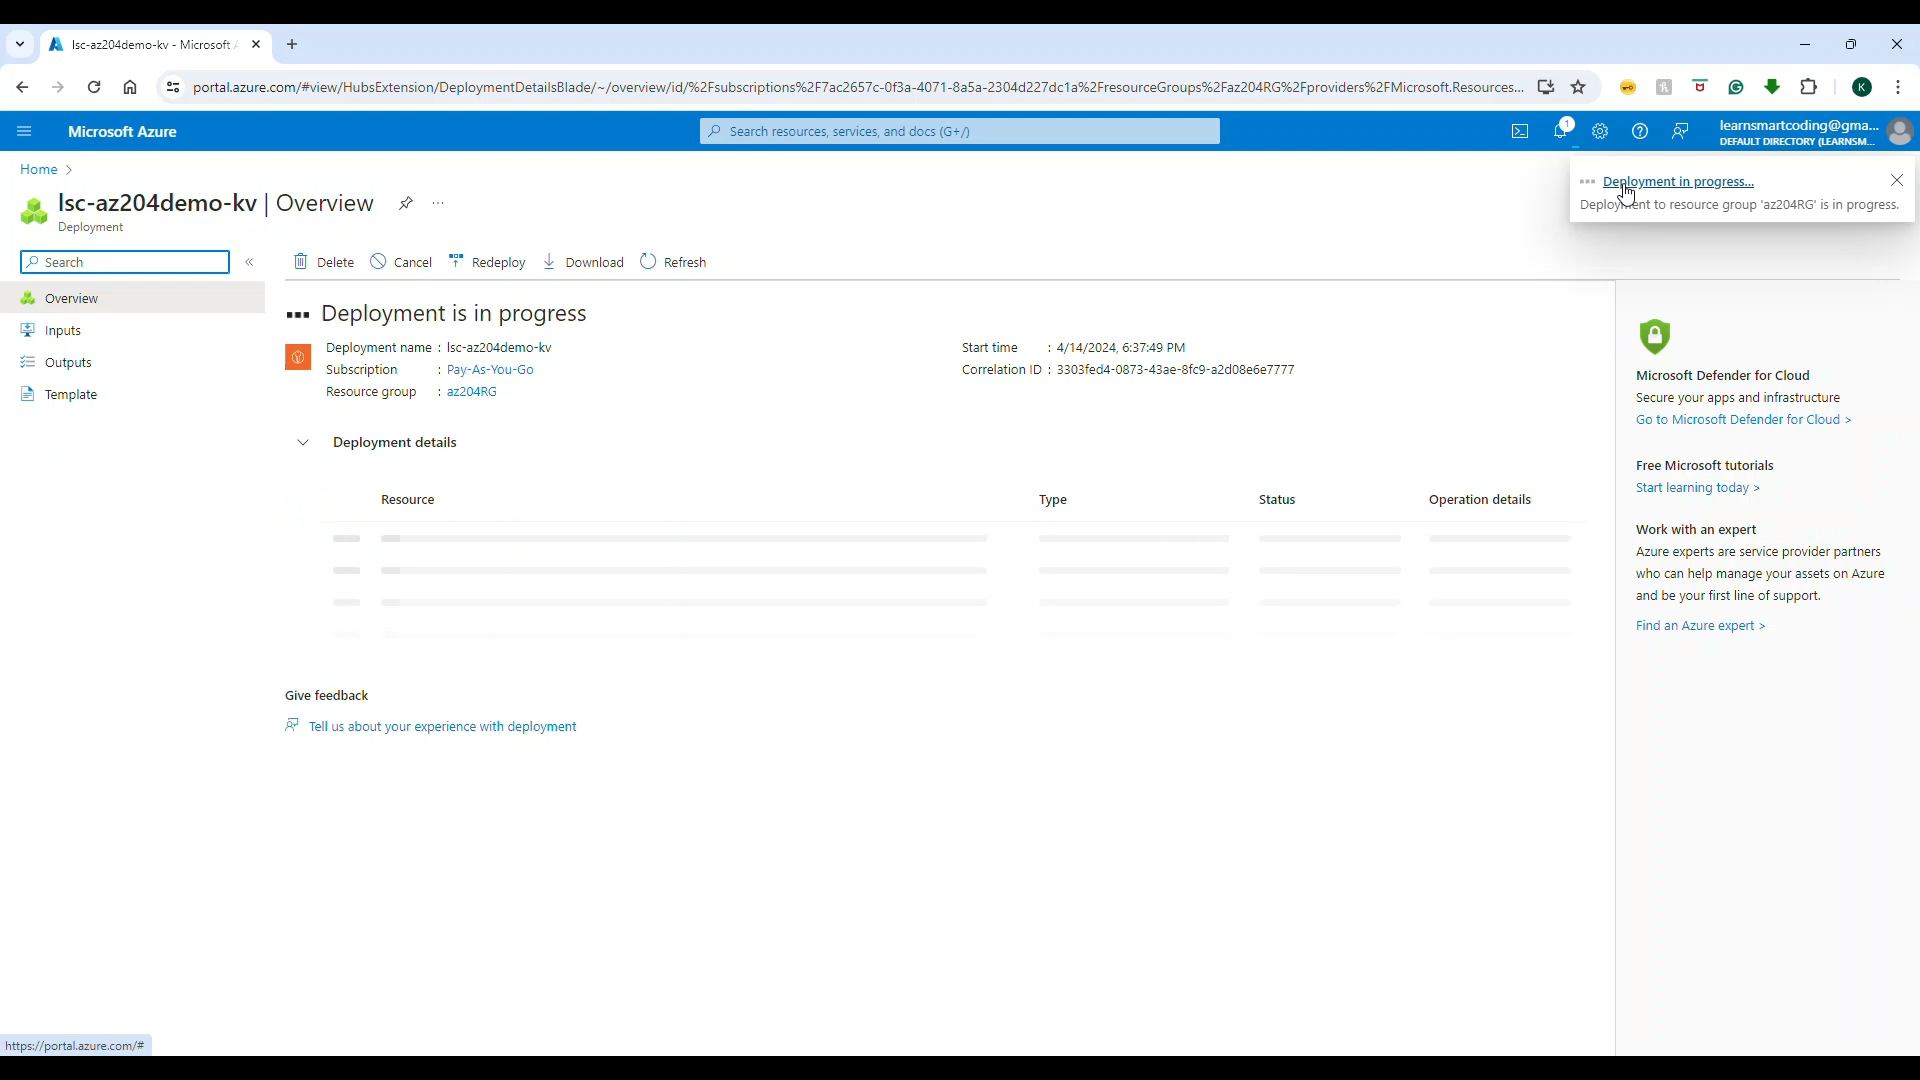 lsc-az204demo-kv - Microsoft A
portal.azure.com/#view/HubsExtension/DeploymentDetailsBlade/~/overview/id/%2Fsubscriptions%2F7ac2657c-0f3a-4071-8a5a-2304d227dc1a%2FresourceGroups%2Faz204RG%2Fproviders%2FMicrosoft.Resources...
K
Microsoft Azure
Search resources, services, and docs (G+/)
1
learnsmartcoding@gma...
DEFAULT DIRECTORY (LEARNSM...
Home >
Deployment in progress...
Deployment to resource group 'az204RG' is in progress.
lsc-az204demo-kv | Overview
Deployment
Search
Delete Cancel Redeploy Download Refresh
Overview
Inputs
Outputs
Template
Deployment is in progress
Deployment name : lsc-az204demo-kv
Subscription : Pay-As-You-Go
Resource group : az204RG
Start time : 4/14/2024, 6:37:49 PM
Correlation ID : 3303fed4-0873-43ae-8fc9-a2d08e6e7777
Deployment details
Resource Type Status Operation details
Give feedback
Tell us about your experience with deployment
Microsoft Defender for Cloud
Secure your apps and infrastructure
Go to Microsoft Defender for Cloud >
Free Microsoft tutorials
Start learning today >
Work with an expert
Azure experts are service provider partners
who can help manage your assets on Azure
and be your first line of support.
Find an Azure expert >
https://portal.azure.com/#